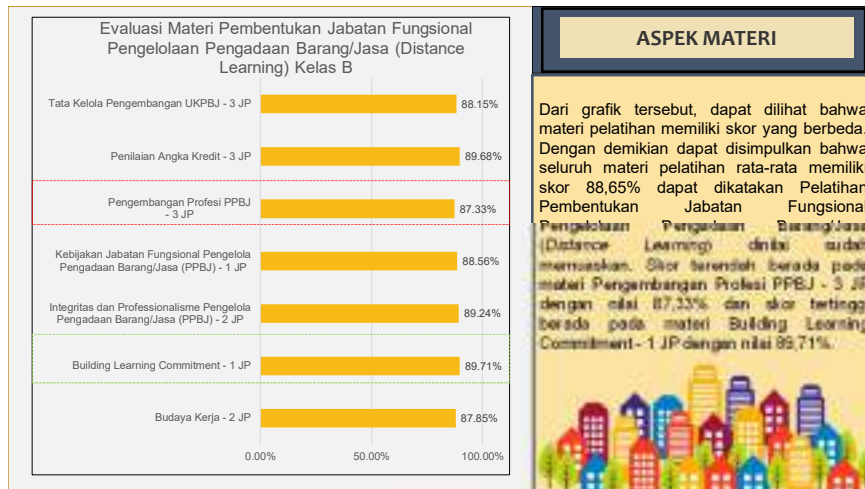 Evaluasi Materi Pembentukan Jabatan Fungsional
Pengelolaan Pengadaan Barang/Jasa (Distance
Learning) Kelas B
Tata Kelola Pengembangan UKPBJ - 3 JP
88.15%
Penilaian Angka Kredit - 3 JP
89.68%
Pengembangan Profesi PPBJ
- 3 JP
87.33%
Kebijakan Jabatan Fungsional Pengelola
Pengadaan Barang/Jasa (PPBJ) - 1 JP
88.56%
Integritas dan Professionalisme Pengelola
Pengadaan Barang/Jasa (PPBJ) - 2 JP
89.24%
Building Learning Commitment - 1 JP
89.71%
Budaya Kerja - 2 JP
87.85%
0.00%
50.00%
100.00%
ASPEK MATERI
Dari grafik tersebut, dapat dilihat bahwa
materi pelatihan memiliki skor yang berbeda.
Dengan demikian dapat disimpulkan bahwa
seluruh materi pelatihan rata-rata memiliki
skor 88,65% dapat dikatakan Pelatihan
Pembentukan Jabatan Fungsional
Pengelolaan Pengadaan Barang/Jasa
(Distance Learning) dinilai sudah
memuaskan. Skor terendah berada pada
materi Pengembangan Profesi PPBJ - 3 JP
dengan nilai 87,33% dan skor tertinggi
berada pada materi Building Learning
Commitment - 1 JP dengan nilai 89,71%.